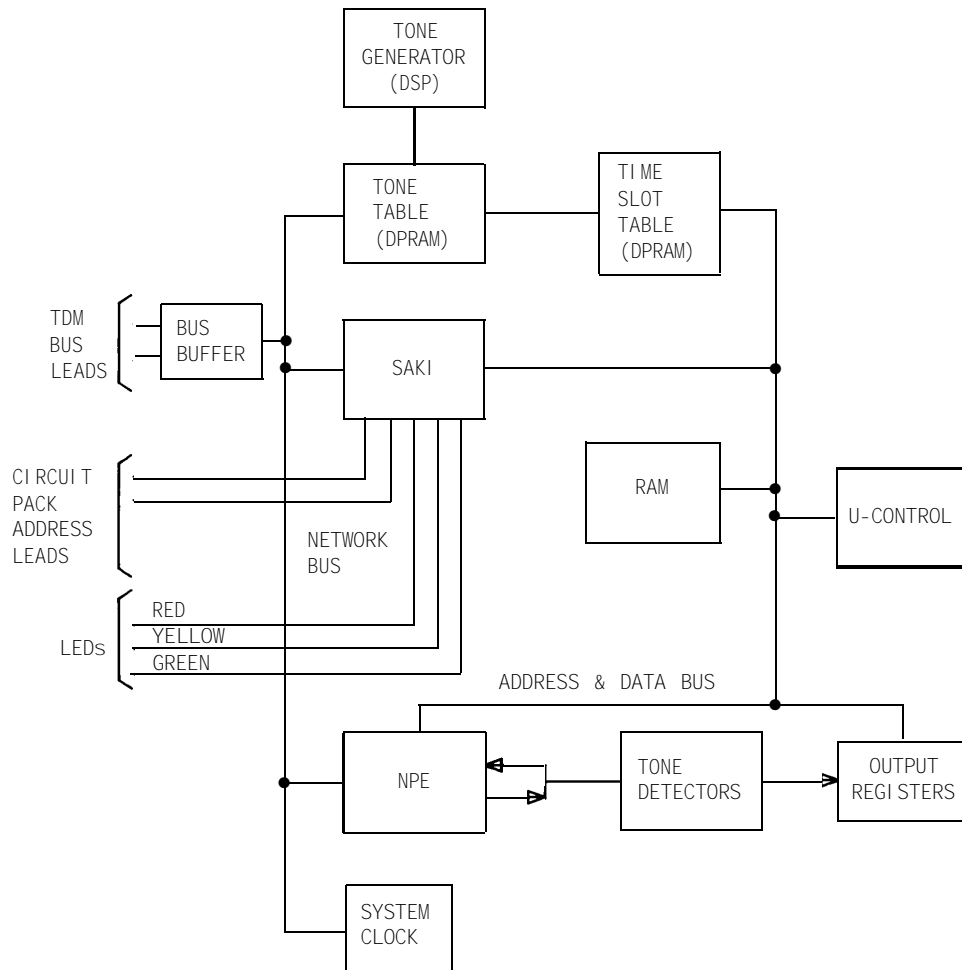 TONE
GENERATOR
(DSP)
TONE
TABLE
(DPRAM)
TIME
SLOT
TABLE
(DPRAM)
TDM
BUS
LEADS
BUS
BUFFER
SAKI
CIRCUIT
PACK
ADDRESS
LEADS
RAM
U-CONTROL
NETWORK
BUS
RED
YELLOW
GREEN
LEDs
ADDRESS & DATA BUS
NPE
TONE
DETECTORS
OUTPUT
REGISTERS
SYSTEM
CLOCK